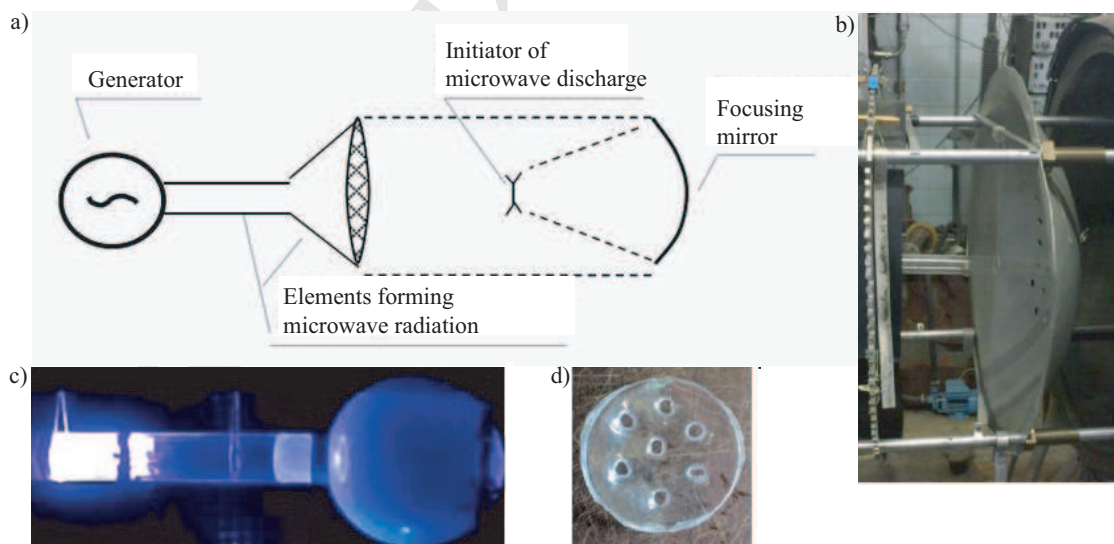 a)
Generator
Initiator of
microwave discharge
Focusing
mirror
Elements forming
microwave radiation
b)
c)
d)